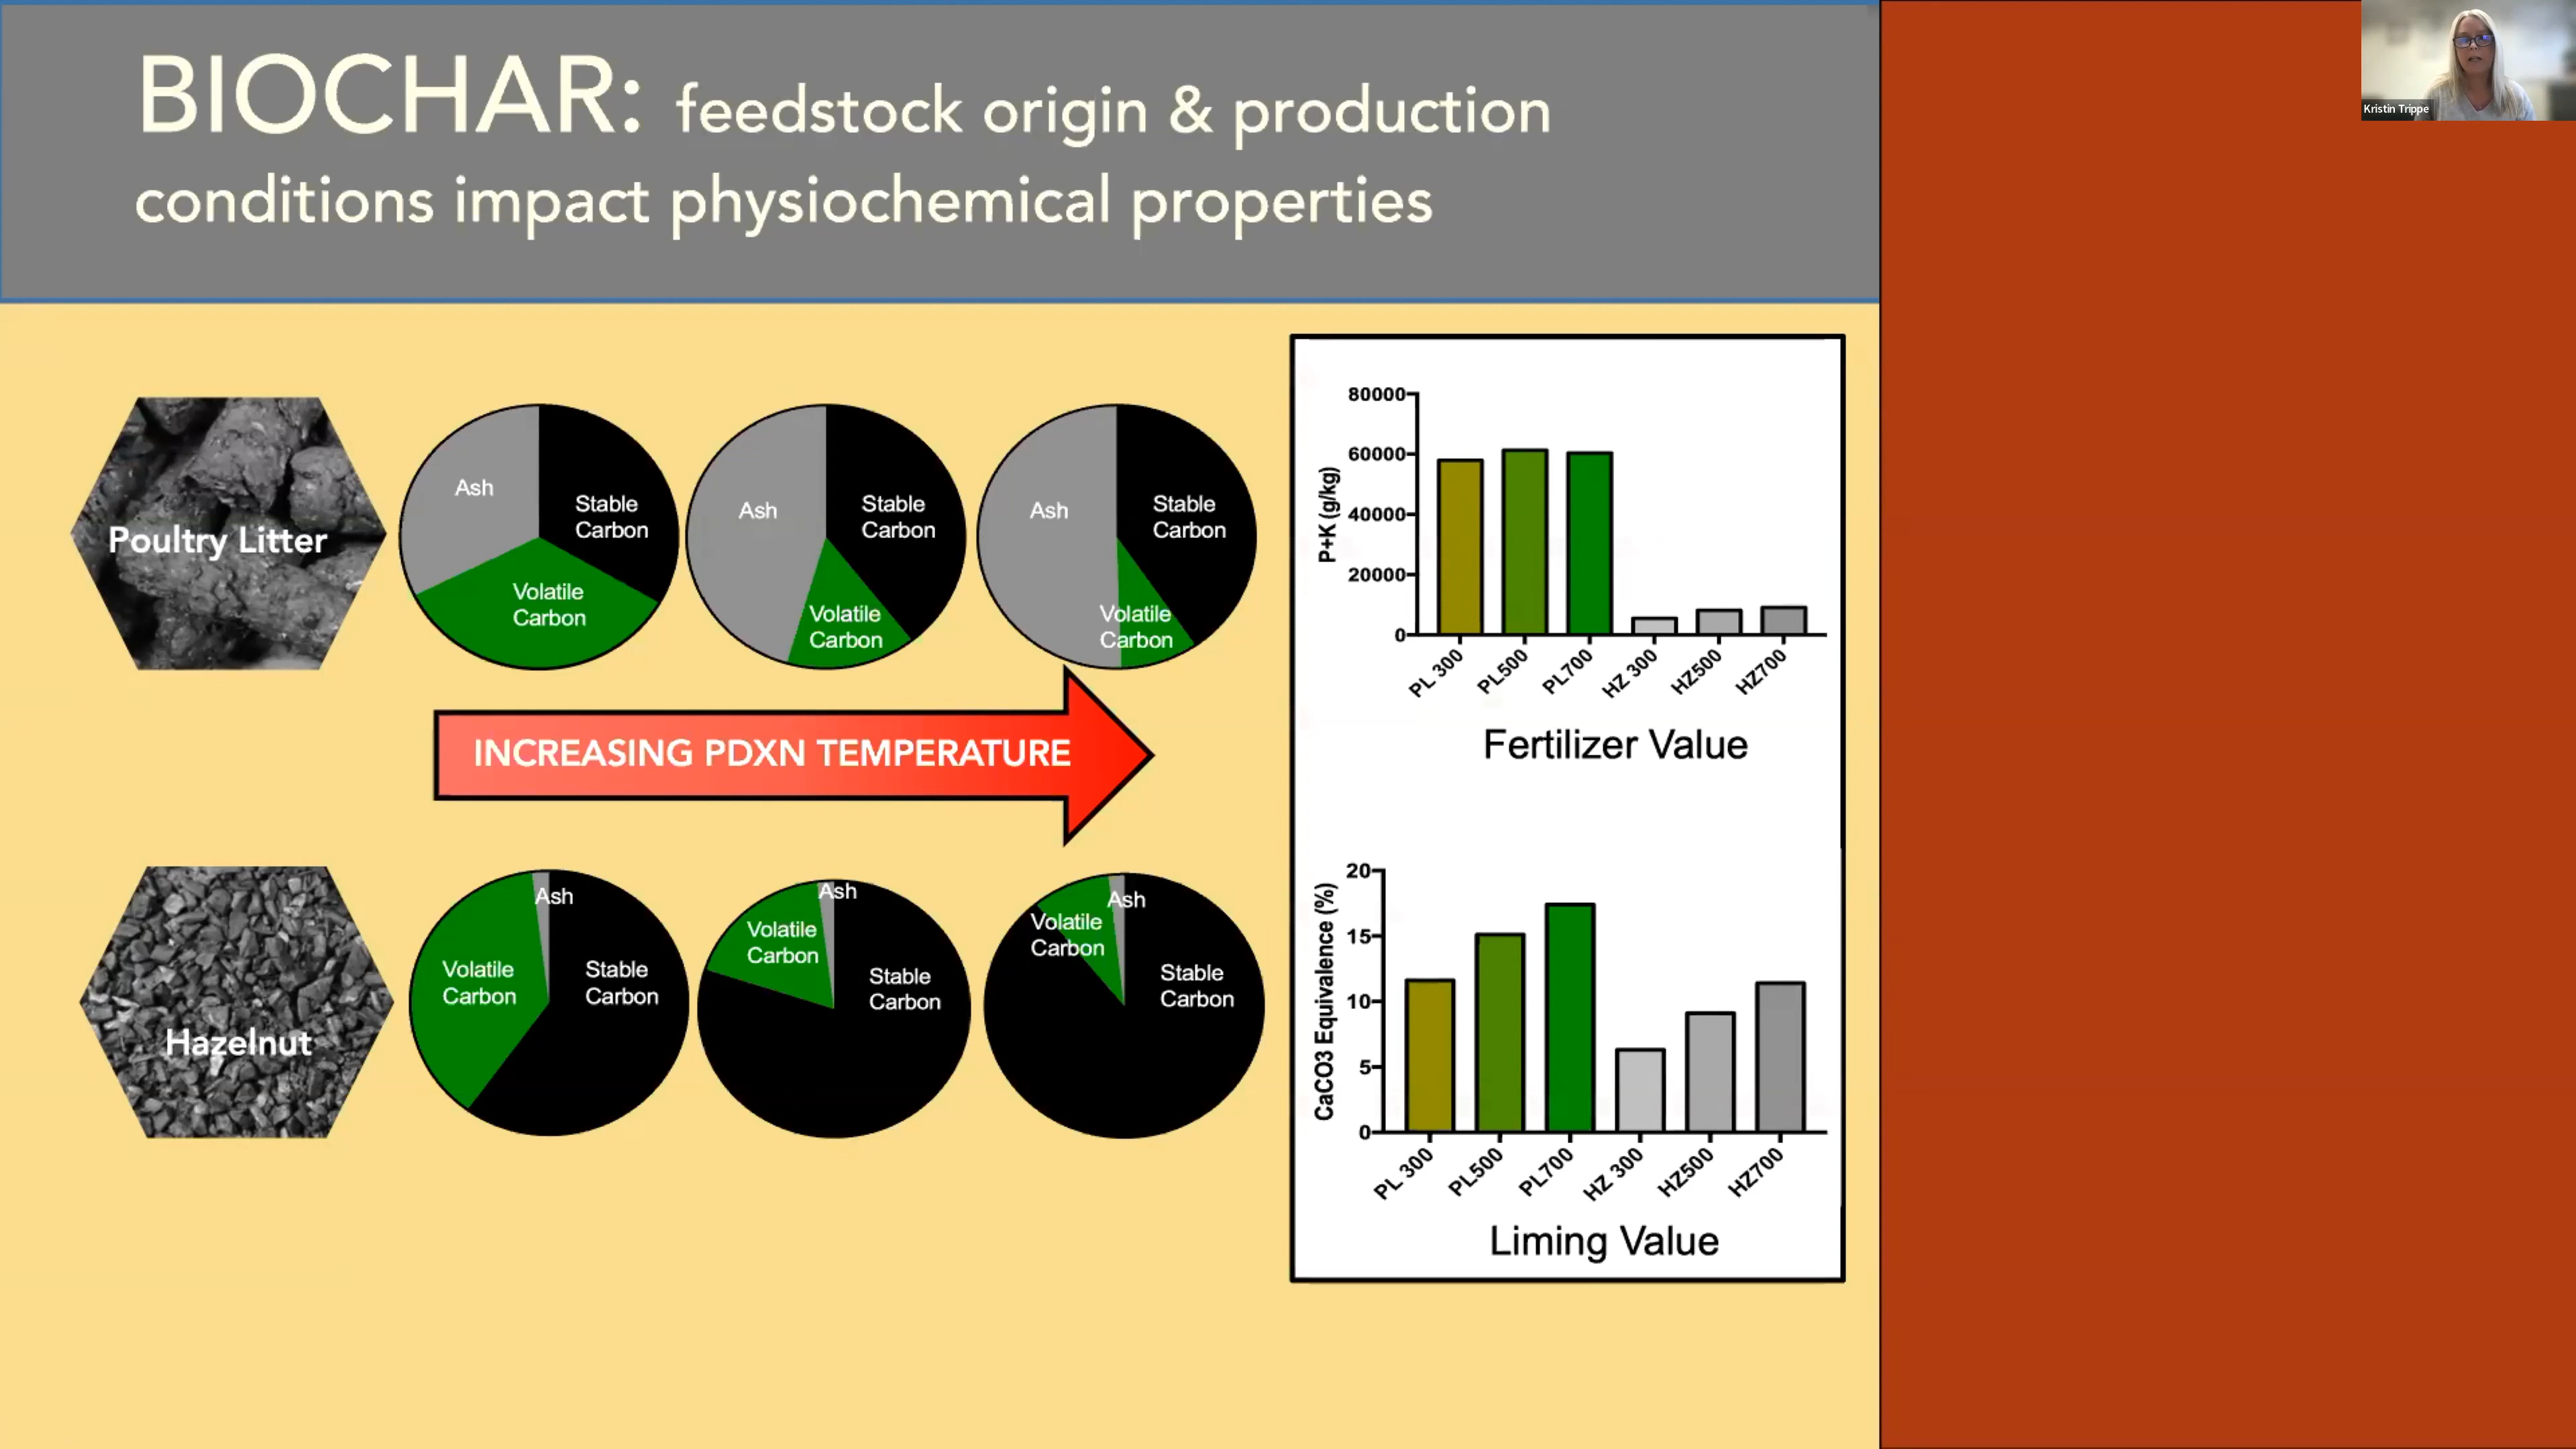 BIOCHAR: feedstock origin & production
conditions impact physiochemical properties
Kristin Trippe
Poultry Litter
Ash
Stable
Carbon
Volatile
Carbon
Ash
Stable
Carbon
Volatile
Carbon
Ash
Stable
Carbon
Volatile
Carbon
INCREASING PDXN TEMPERATURE
Hazelnut
Ash
Volatile
Carbon
Stable
Carbon
Ash
Volatile
Carbon
Stable
Carbon
Ash
Volatile
Carbon
Stable
Carbon
P+K (g/kg)
80000
60000
40000
20000
0
PL 300
PL500
PL700
HZ 300
HZ500
HZ700
Fertilizer Value
CaCO3 Equivalence (%)
20
15
10
5
0
PL 300
PL500
PL700
HZ 300
HZ500
HZ700
Liming Value